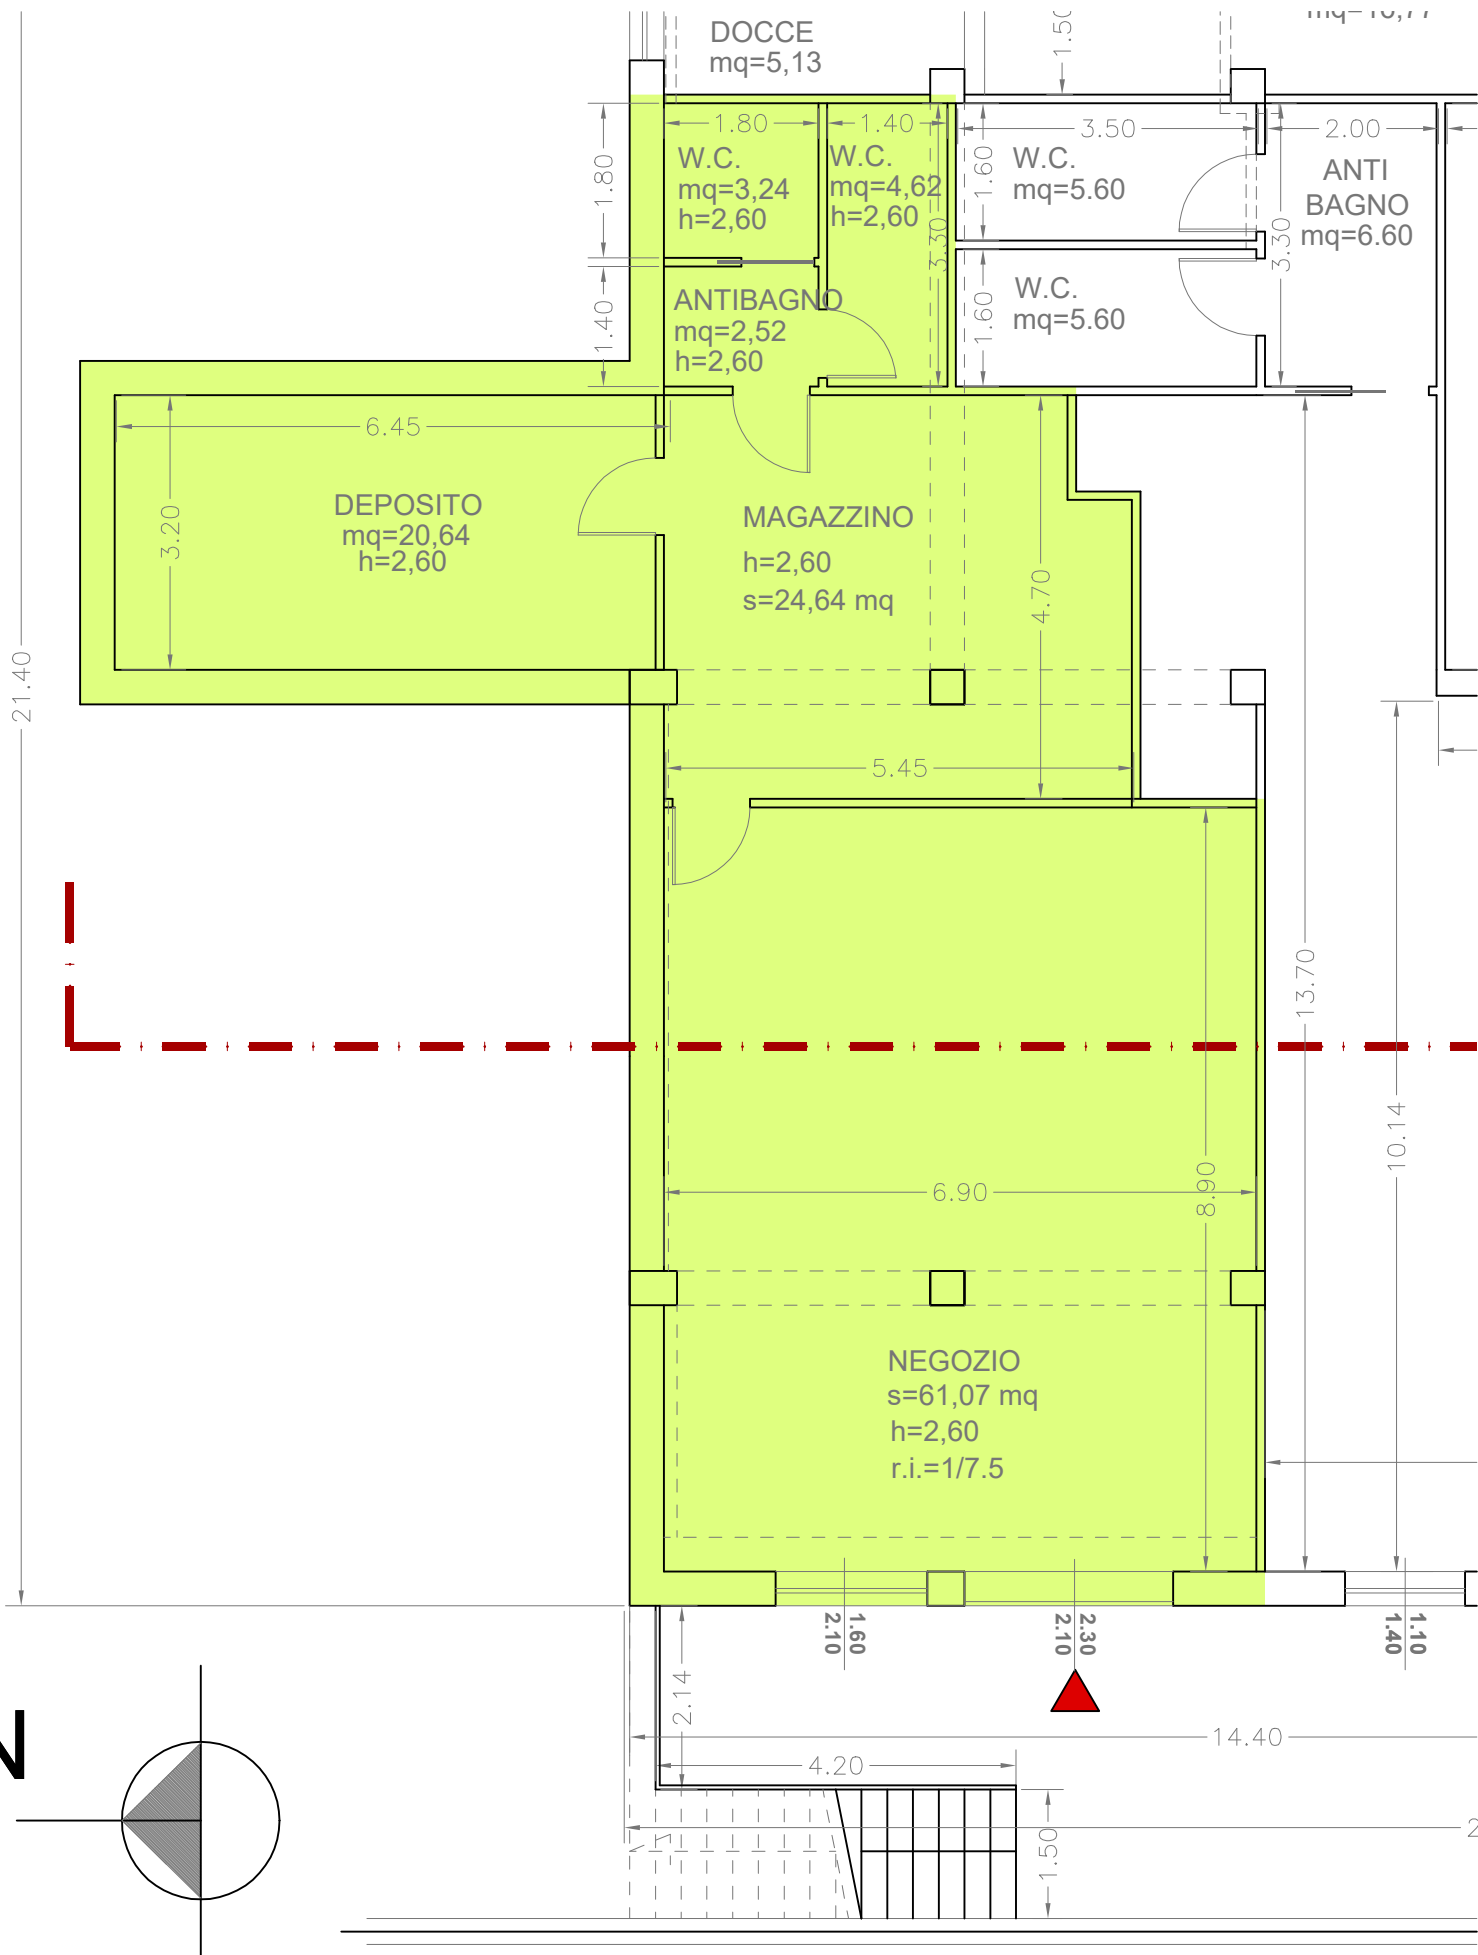 DOCCE
mq=5,13
1.50
1.80
1.40
3.50
2.00
W.C.
mq=3,24
h=2,60
W.C.
mq=4,62
h=2,60
W.C.
mq=5.60
ANTI
BAGNO
mq=6.60
1.80
1.60
3.30
3.30
1.40
1.60
ANTIBAGNO
mq=2,52
h=2,60
W.C.
mq=5.60
6.45
3.20
DEPOSITO
mq=20,64
h=2,60
MAGAZZINO
h=2,60
s=24,64 mq
4.70
21.40
5.45
13.70
10.14
8.90
6.90
NEGOZIO
s=61,07 mq
h=2,60
r.i.=1/7.5
1.60
2.10
2.30
2.10
1.10
1.40
2.14
14.40
4.20
1.50
N